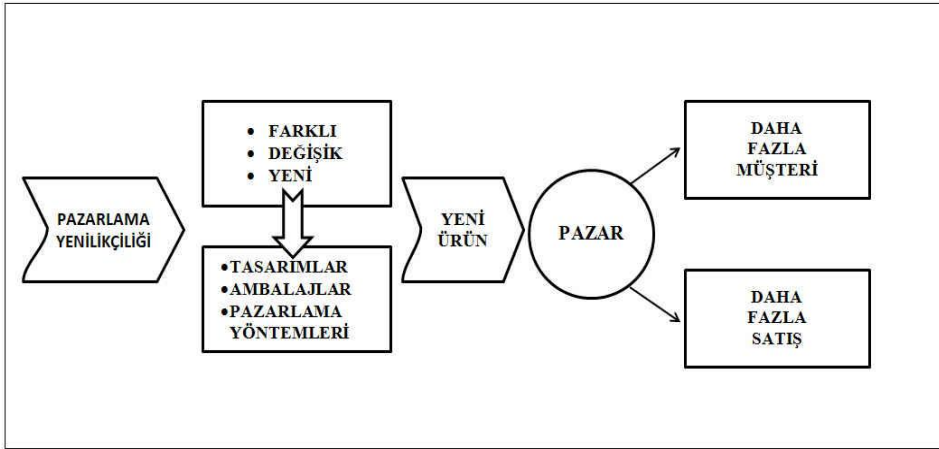 PAZARLAMA
YENİLİKÇİLİĞİ
• FARKLI
• DEĞİŞİK
• YENİ
•TASARIMLAR
•AMBALAJLAR
•PAZARLAMA
YÖNTEMLERİ
YENİ
ÜRÜN
PAZAR
DAHA
FAZLA
MÜŞTERİ
DAHA
FAZLA
SATIŞ